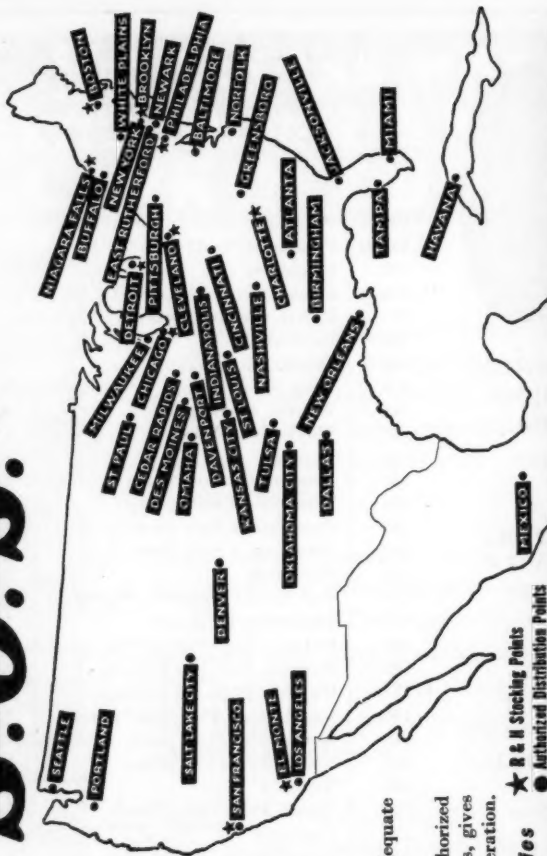 S.O.S.
SEATTLE
PORTLAND
SALT LAKE CITY
SAN FRANCISCO
EL MONTE
LOS ANGELES
DENVER
ST PAUL
MILWAUKEE
CHICAGO
CEDAR RAPIDS
DES MOINES
OMAHA
DAVENPORT
KANSAS CITY
ST LOUIS
INDIANAPOLIS
CINCINNATI
TULSA
OKLAHOMA CITY
DALLAS
NEW ORLEANS
NASHVILLE
DETROIT
PITTSBURGH
CLEVELAND
NIAGARA FALLS
BUFFALO
BOSTON
WHITE PLAINS
NEW YORK
BROOKLYN
EAST RUTHERFORD
NEWARK
PHILADELPHIA
BALTIMORE
NORFOLK
GREENSBORO
CHARLOTTE
ATLANTA
BIRMINGHAM
JACKSONVILLE
TAMPA
MIAMI
HAVANA
MEXICO
equate
horized
s, gives
eration.
★ R & H Stocking Points
● Authorized Distribution Points